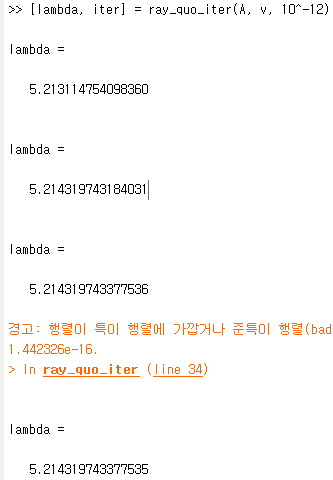 >> [lambda, iter] = ray_quo_iter(A, v, 10^-12)
lambda =
5.213114754098360
lambda =
5.214319743184031
lambda =
5.214319743377536
경고: 행렬이 특이 행렬에 가깝거나 준특이 행렬(bad
1.442326e-16.
> In ray_quo_iter (line 34)
lambda =
5.214319743377535